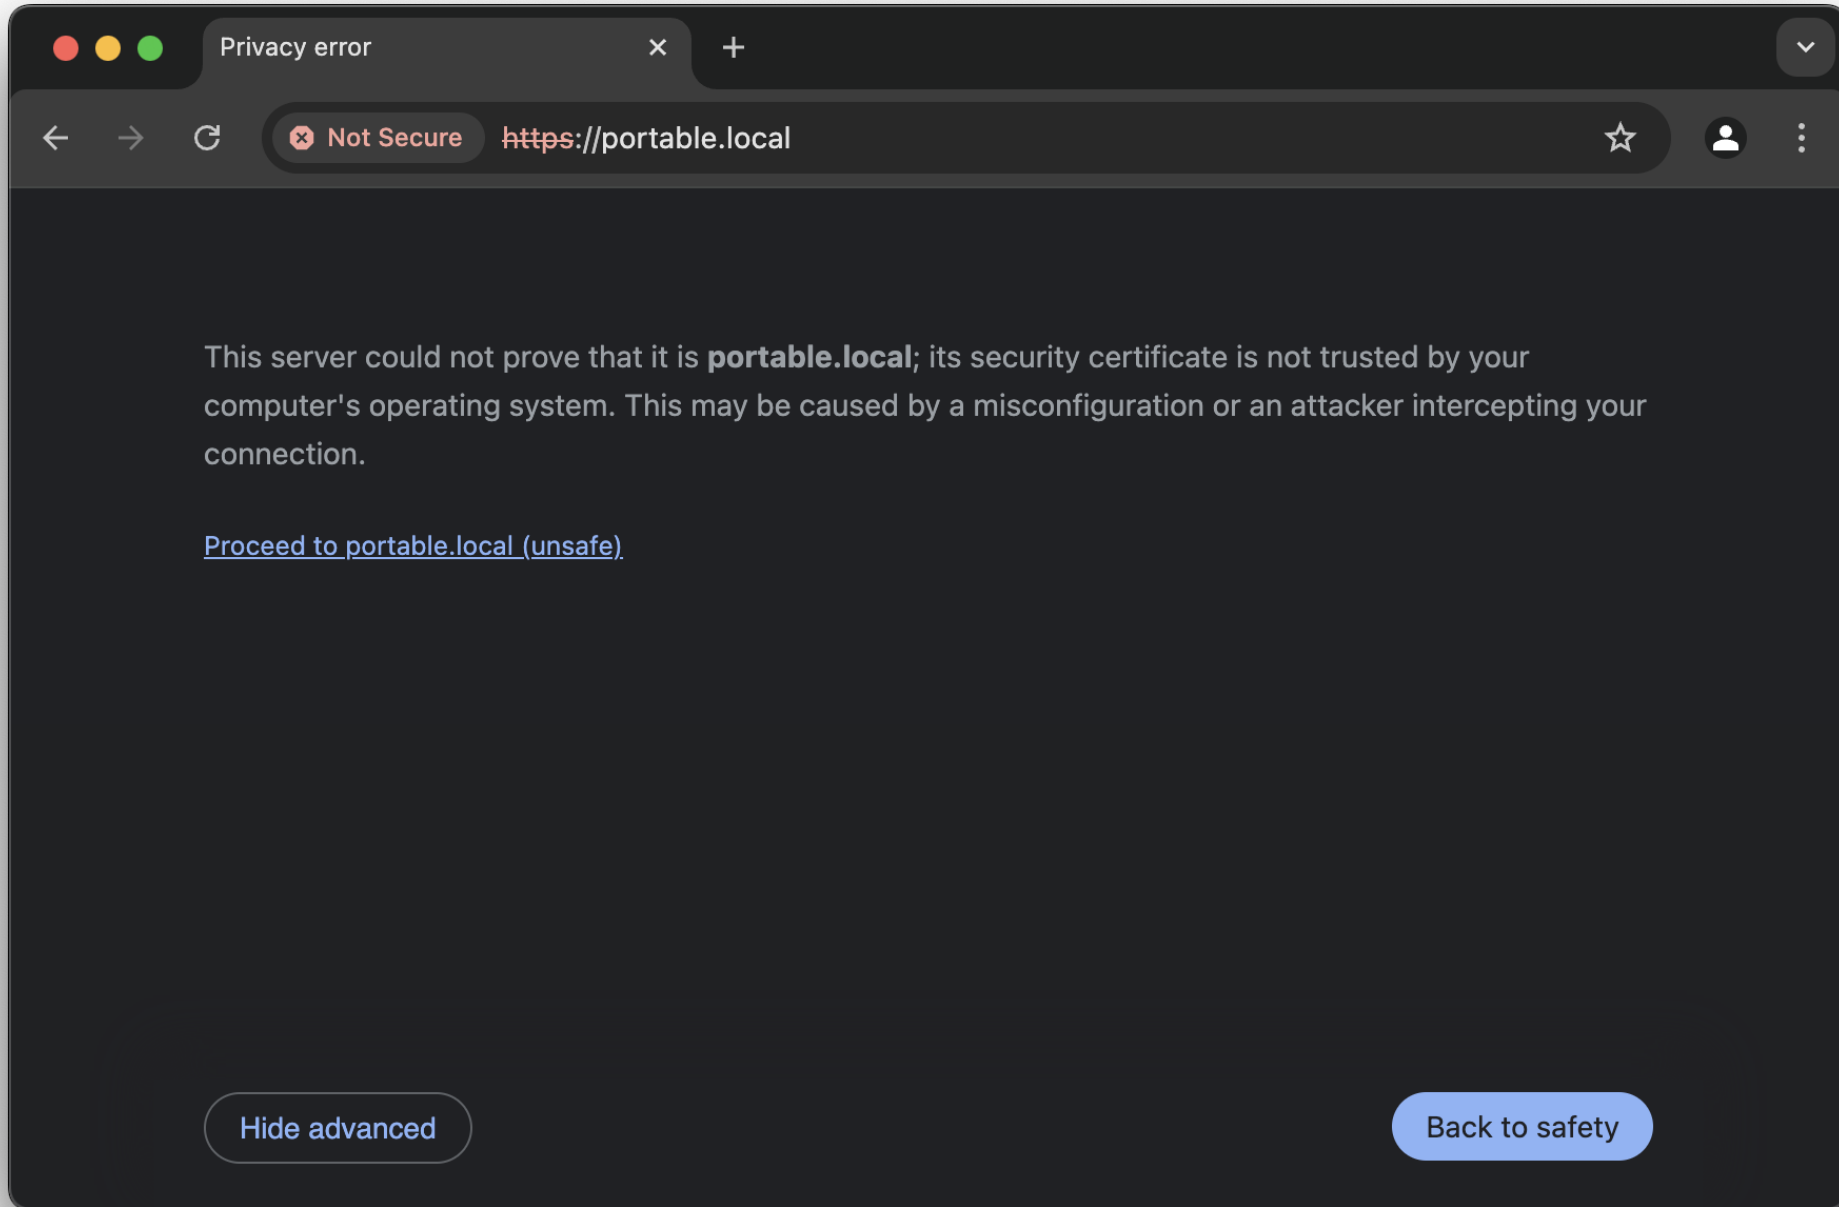 Privacy error
Not Secure https://portable.local
This server could not prove that it is portable.local; its security certificate is not trusted by your
computer's operating system. This may be caused by a misconfiguration or an attacker intercepting your
connection.
Proceed to portable.local (unsafe)
Hide advanced
Back to safety